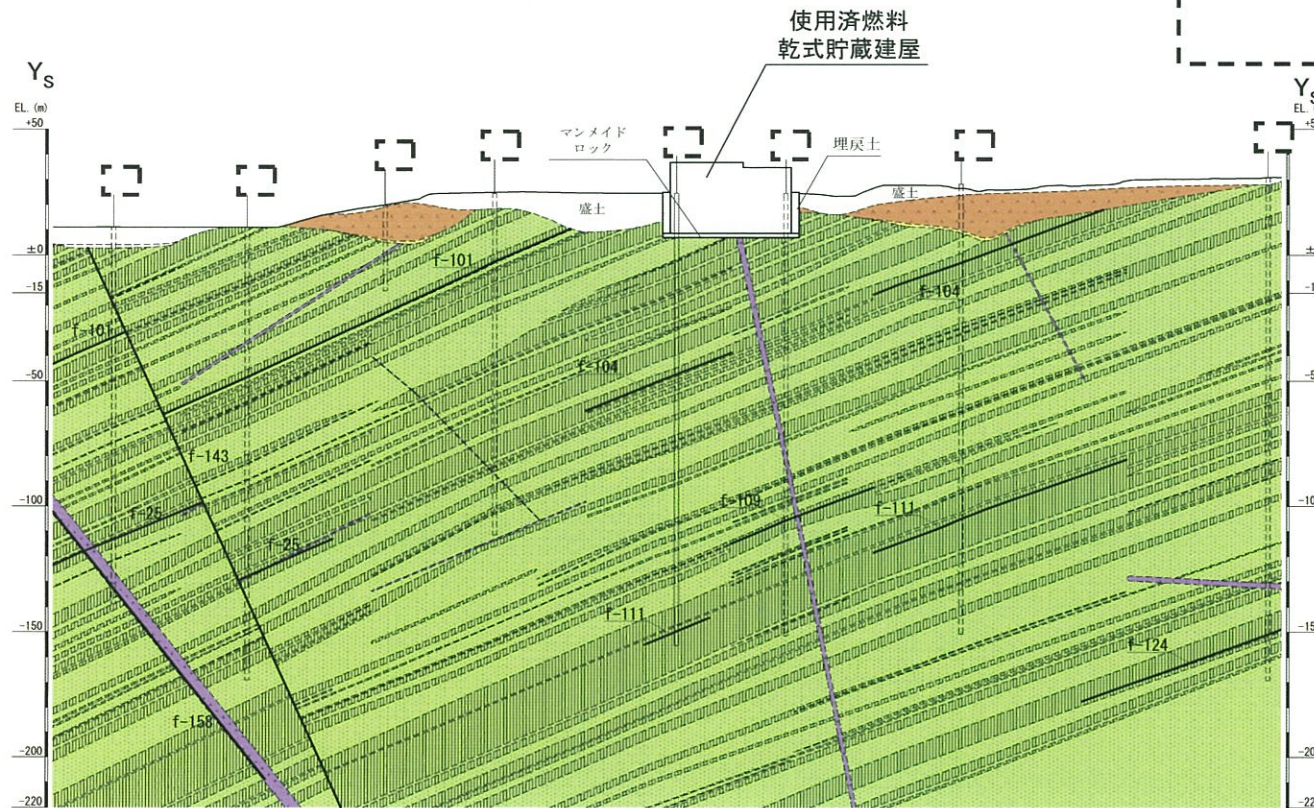 使用済燃料
乾式貯蔵建屋
Ys
EL. (m)
+50
±0
-15
-50
-100
-150
-200
-220
マンメイド
ロック
埋戻土
盛土
盛土
f-101
f-101
f-104
f-104
f-143
f-25
f-25
f-109
f-111
f-111
f-124
f-158